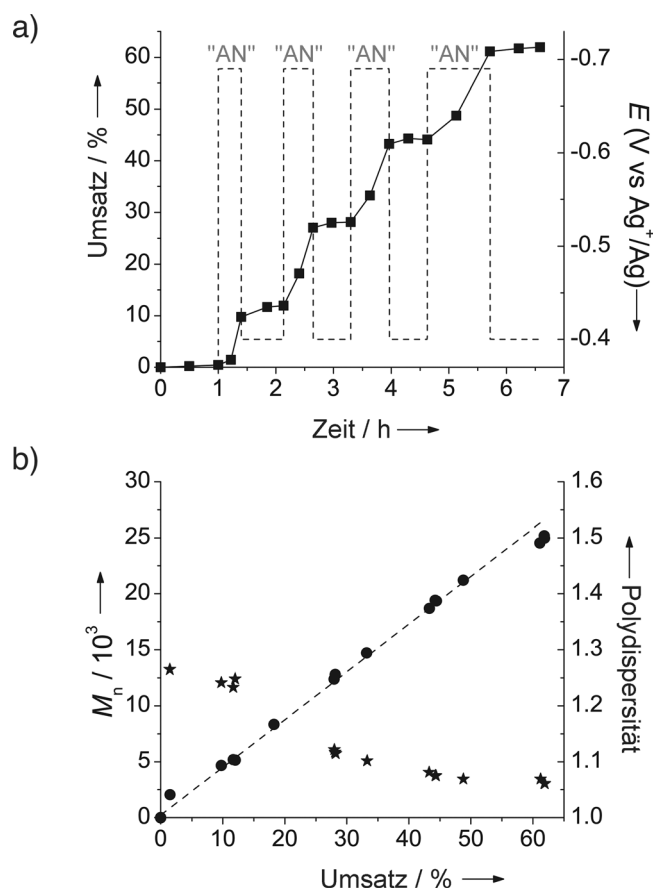 a)
"AN" "AN" "AN" "AN"
60
50
40
30
20
10
0
Umsatz / % →
-0.7
-0.6
-0.5
-0.4
E (V vs Ag⁺/Ag) →
0 1 2 3 4 5 6 7
Zeit / h →
b)
30
25
20
15
10
5
0
Mₙ / 10³ →
1.6
1.5
1.4
1.3
1.2
1.1
1.0
Polydispersität →
0 10 20 30 40 50 60
Umsatz / % →